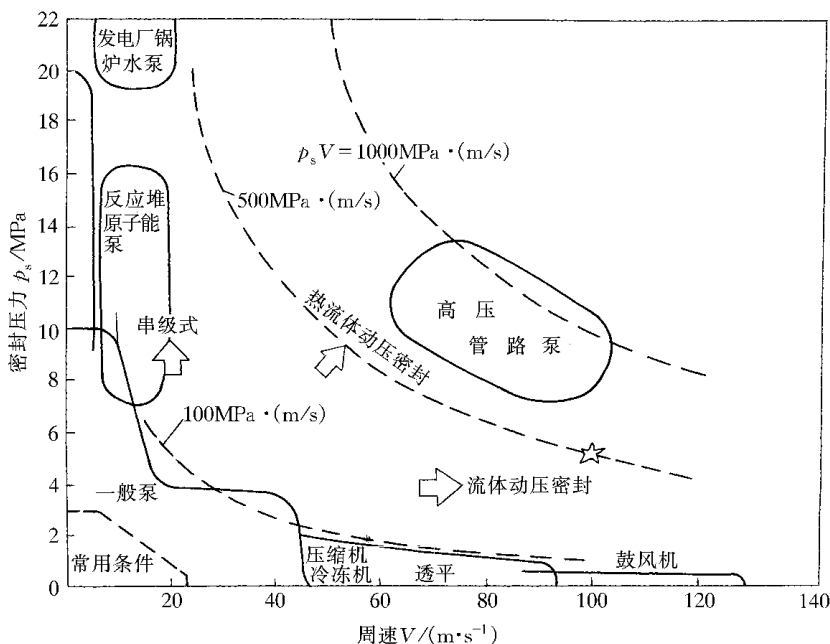 22
20
18
16
14
12
10
8
6
4
2
0
密封压力 pₛ/MPa
发电厂锅
炉水泵
pₛV=1000MPa·(m/s)
500MPa·(m/s)
反应堆
原子能
泵
串级式
热流体动压密封
高压
管路泵
100MPa·(m/s)
一般泵
流体动压密封
常用条件
压缩机
冷冻机
透平
鼓风机
20
40
60
80
100
120
140
周速V/(m·s⁻¹)